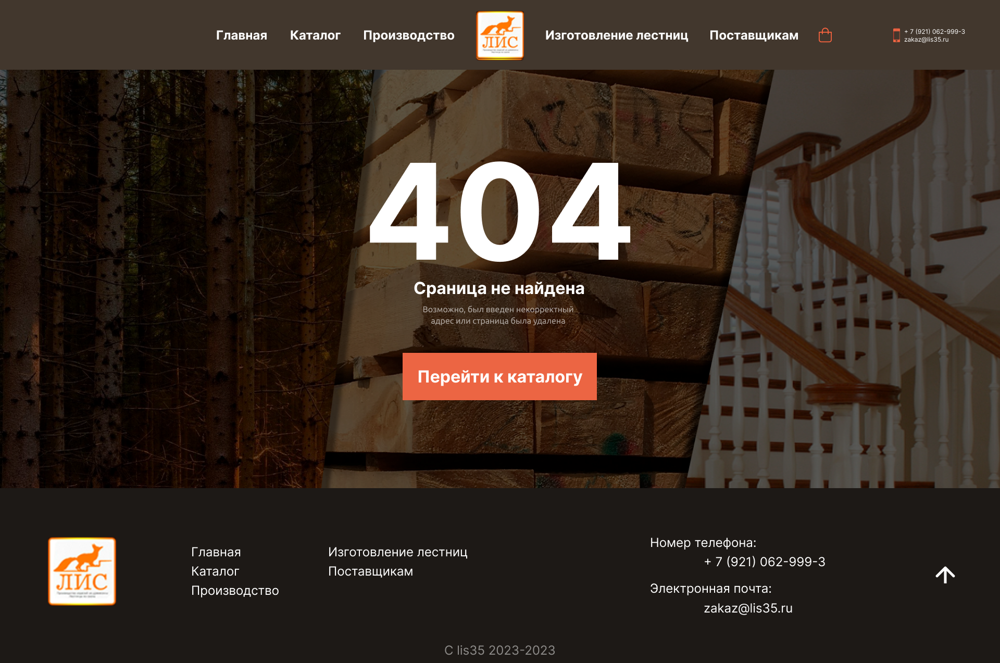 Главная
Каталог
Производство
ЛИС
Изготовление лестниц
Поставщикам
+ 7 (921) 062-999-3
zakaz@lis35.ru
404
Сраница не найдена
Возможно, был введен некорректный
адрес или страница была удалена
Перейти к каталогу
ЛИС
Главная
Каталог
Производство
Изготовление лестниц
Поставщикам
Номер телефона:
+ 7 (921) 062-999-3
Электронная почта:
zakaz@lis35.ru
С lis35 2023-2023